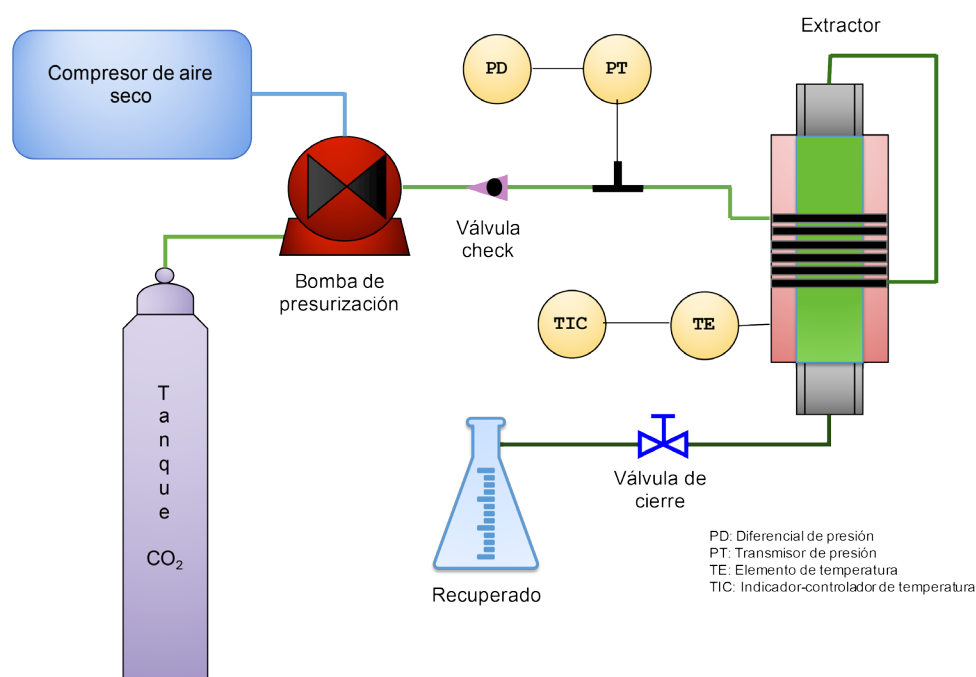 Extractor
Compresor de aire
seco
PD
PT
Válvula
check
Bomba de
presurización
TIC
TE
T
a
n
q
u
e
CO₂
Válvula de
cierre
Recuperado
PD: Diferencial de presión
PT: Transmisor de presión
TE: Elemento de temperatura
TIC: Indicador-controlador de temperatura